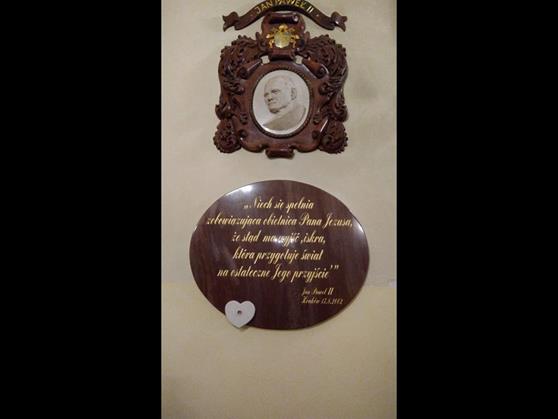 JAN PAWEŁ II
„Niech się spełnia
zobowiązująca obietnica Pana Jezusa,
że stąd ma wyjść ‚iskra,
która przygotuje świat
na ostateczne Jego przyjście’”
Jan Paweł II
Kraków 17.8.2002